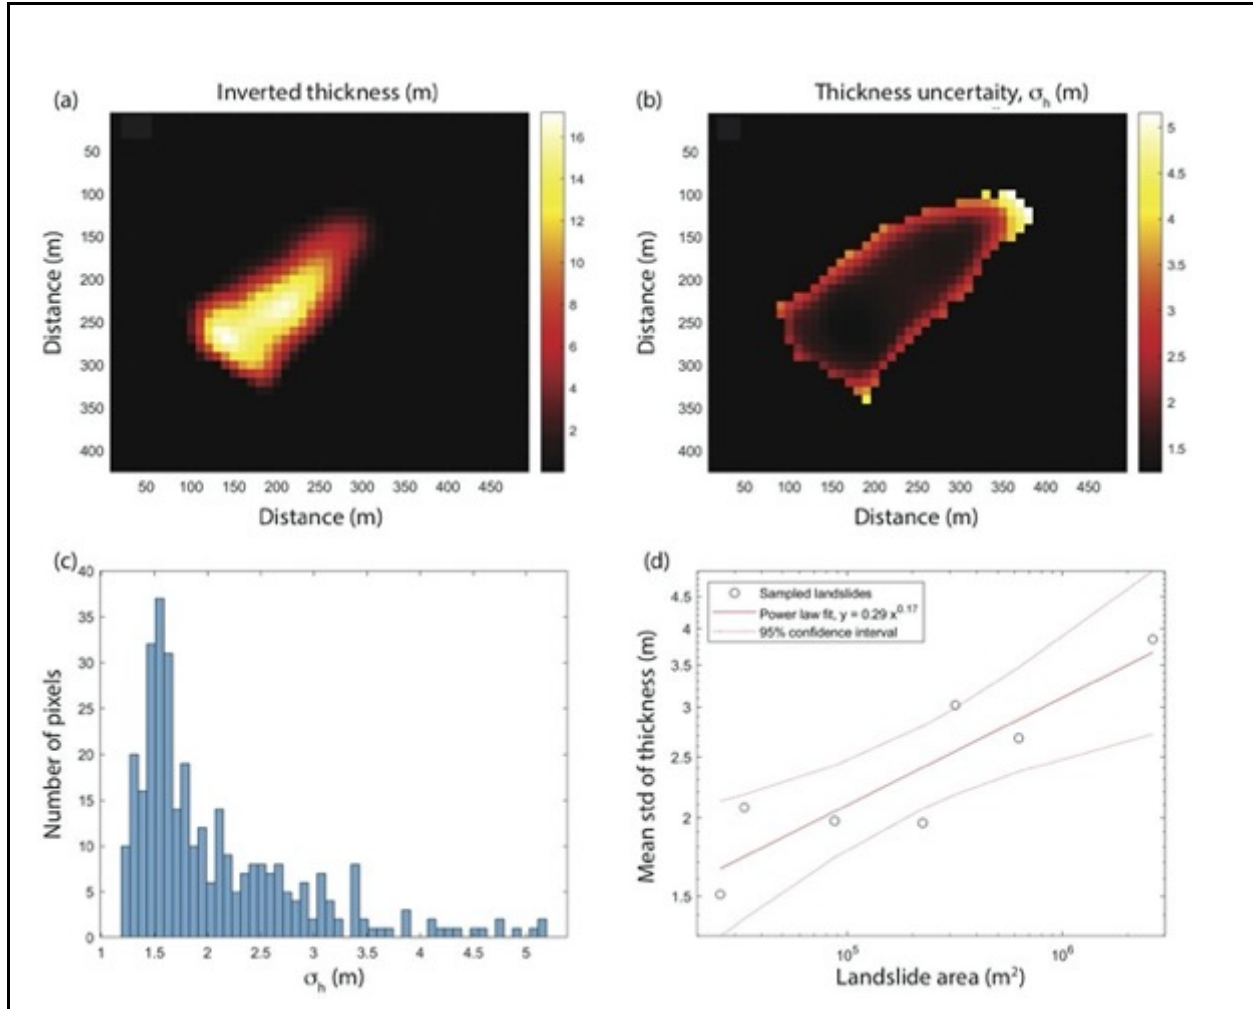 (a)
Inverted thickness (m)
16
14
12
10
8
6
4
2
50
100
150
200
250
300
350
400
Distance (m)
50 100 150 200 250 300 350 400 450
Distance (m)
(b)
Thickness uncertaity, σh (m)
5
4.5
4
3.5
3
2.5
2
1.5
50
100
150
200
250
300
350
400
Distance (m)
50 100 150 200 250 300 350 400 450
Distance (m)
(c)
40
35
30
25
20
15
10
5
0
Number of pixels
1 1.5 2 2.5 3 3.5 4 4.5 5
σh (m)
(d)
Sampled landslides
Power law fit, y = 0.29 x^0.17
95% confidence interval
4.5
4
3.5
3
2.5
2
1.5
Mean std of thickness (m)
10^5 10^6
Landslide area (m²)